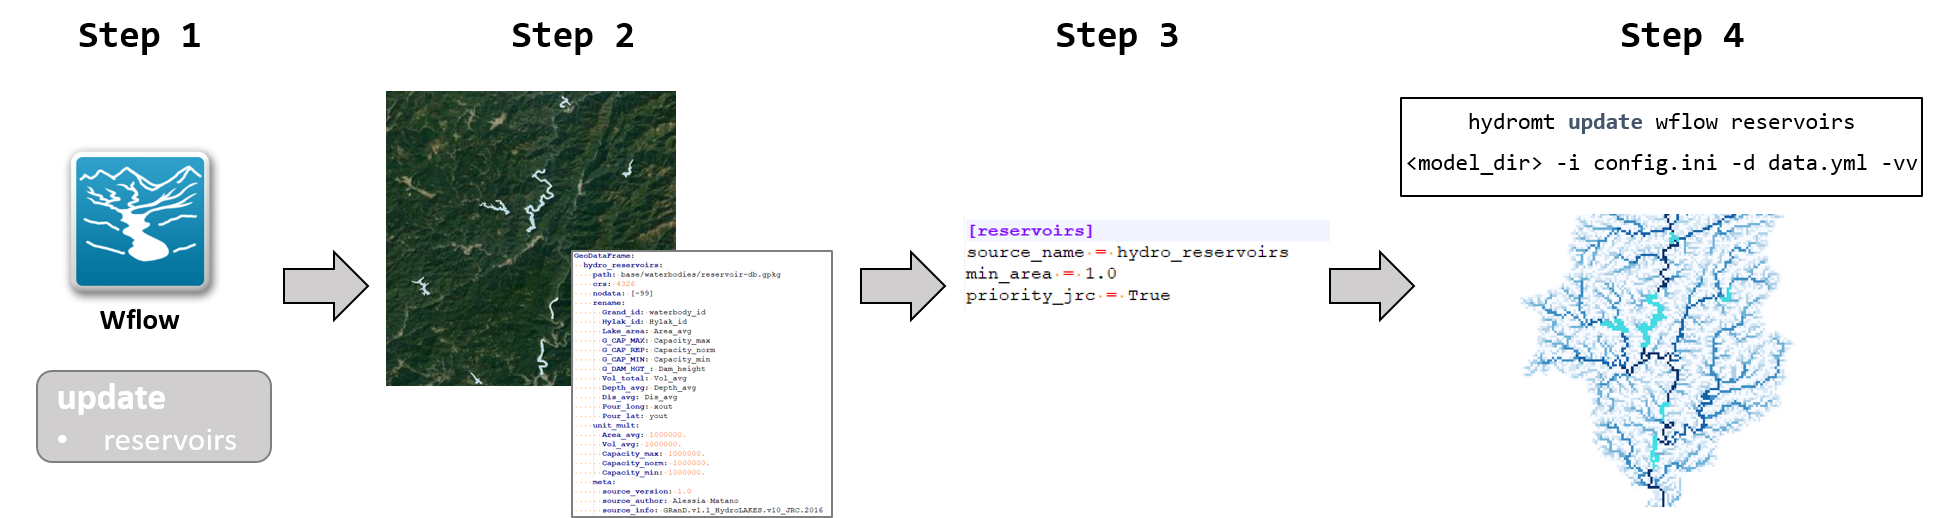 Step 1
Step 2
Step 3
Step 4
Wflow
update
• reservoirs
GeoDataFrame:
hydro_reservoirs:
path: base/waterbodies/reservoir-db.gpkg
crs: 4326
nodata: [-99]
rename:
Grand_id: waterbody_id
Hylak_id: Hylak_id
Lake_area: Area_avg
G_CAP_MAX: Capacity_max
G_CAP_REP: Capacity_norm
G_CAP_MIN: Capacity_min
G_DAM_HGT_: Dam_height
Vol_total: Vol_avg
Depth_avg: Depth_avg
Dis_avg: Dis_avg
Pour_long: xout
Pour_lat: yout
unit_mult:
Area_avg: 1000000.
Vol_avg: 1000000.
Capacity_max: 1000000.
Capacity_norm: 1000000.
Capacity_min: 1000000.
meta:
source_version: 1.0
source_author: Alessia Matano
source_info: GRanD.v1.1_HydroLAKES.v10_JRC.2016
[reservoirs]
source_name = hydro_reservoirs
min_area = 1.0
priority_jrc = True
hydromt update wflow reservoirs
<model_dir> -i config.ini -d data.yml -vv